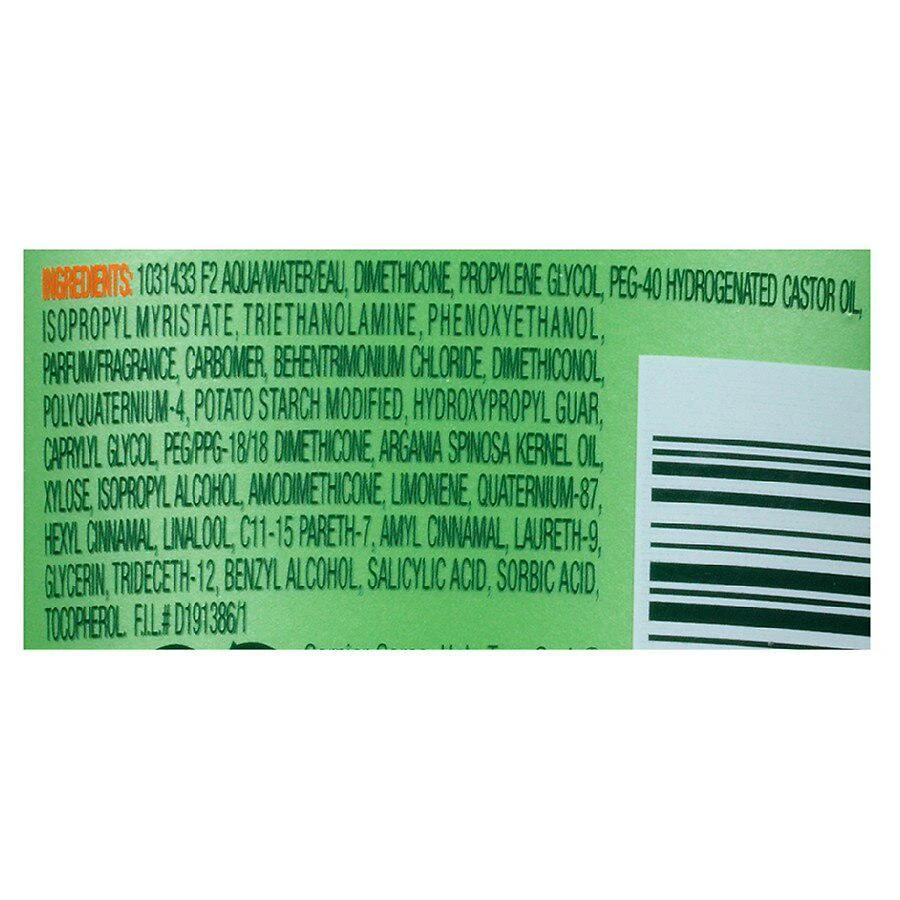 INGREDIENTS: 1031433 F2 AQUA/WATER/EAU, DIMETHICONE, PROPYLENE GLYCOL, PEG-40 HYDROGENATED CASTOR OIL,
ISOPROPYL MYRISTATE, TRIETHANOLAMINE, PHENOXYETHANOL,
PARFUM/FRAGRANCE, CARBOMER, BEHENTRIMONIUM CHLORIDE, DIMETHICONOL,
POLYQUATERNIUM-4, POTATO STARCH MODIFIED, HYDROXYPROPYL GUAR,
CAPRYLYL GLYCOL, PEG/PPG-18/18 DIMETHICONE, ARGANIA SPINOSA KERNEL OIL,
XYLOSE, ISOPROPYL ALCOHOL, AMODIMETHICONE, LIMONENE, QUATERNIUM-87,
HEXYL CINNAMAL, LINALOOL, C11-15 PARETH-7, AMYL CINNAMAL, LAURETH-9,
GLYCERIN, TRIDECETH-12, BENZYL ALCOHOL, SALICYLIC ACID, SORBIC ACID,
TOCOPHEROL. F.I.L.# D191386/1